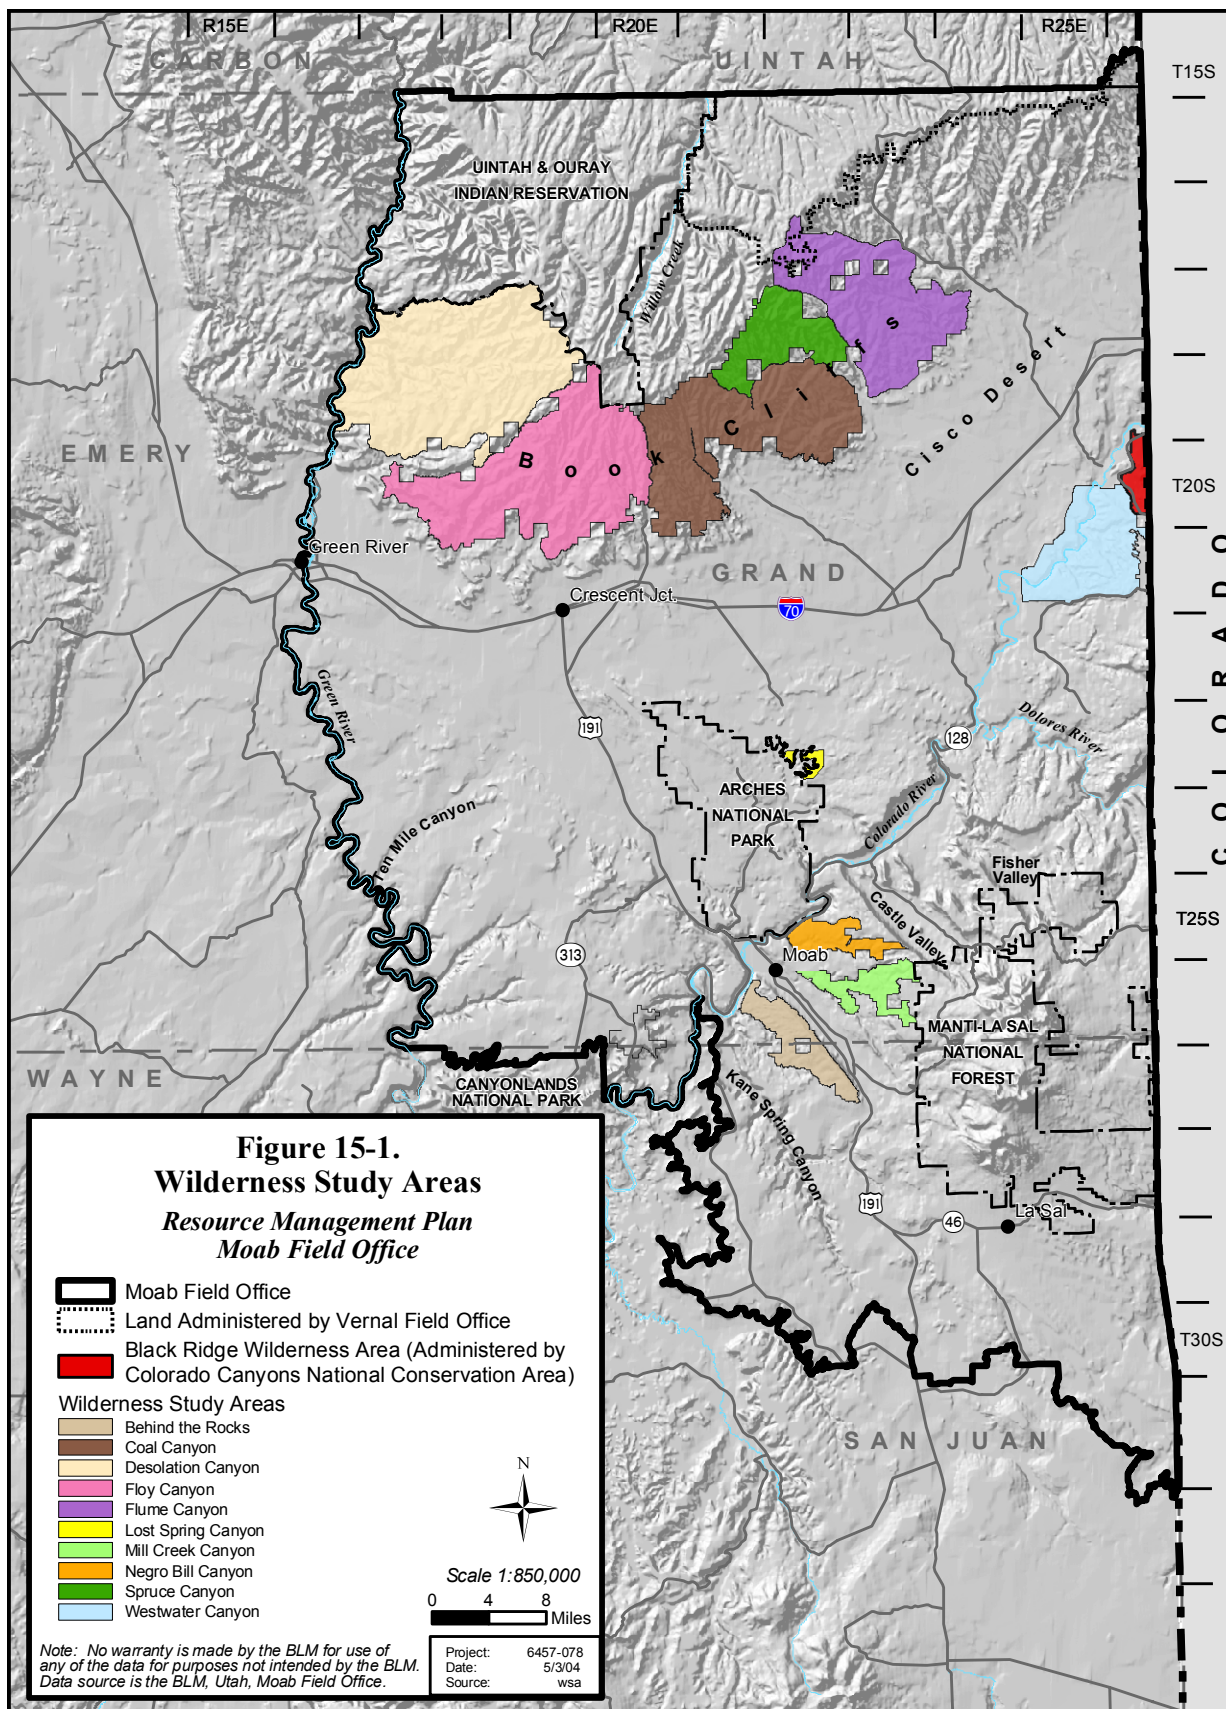 R15E
R20E
R25E
CARBON
UINTAH
T15S
UINTAH & OURAY
INDIAN RESERVATION
Willow Creek
Book Cliffs
Cisco Desert
EMERY
T20S
Green River
GRAND
Crescent Jct.
70
COLORADO
Green River
191
128
Dolores River
ARCHES
NATIONAL
PARK
Colorado River
Ten Mile Canyon
Fisher
Valley
Castle Valley
T25S
313
Moab
MANTI-LA SAL
NATIONAL
FOREST
WAYNE
CANYONLANDS
NATIONAL PARK
Kane Spring Canyon
191
46
La Sal
T30S
SAN JUAN
Figure 15-1.
Wilderness Study Areas
Resource Management Plan
Moab Field Office
Moab Field Office
Land Administered by Vernal Field Office
Black Ridge Wilderness Area (Administered by
Colorado Canyons National Conservation Area)
Wilderness Study Areas
Behind the Rocks
Coal Canyon
Desolation Canyon
Floy Canyon
Flume Canyon
Lost Spring Canyon
Mill Creek Canyon
Negro Bill Canyon
Spruce Canyon
Westwater Canyon
N
Scale 1:850,000
0 4 8
Miles
Note: No warranty is made by the BLM for use of
any of the data for purposes not intended by the BLM.
Data source is the BLM, Utah, Moab Field Office.
Project: 6457-078
Date: 5/3/04
Source: wsa